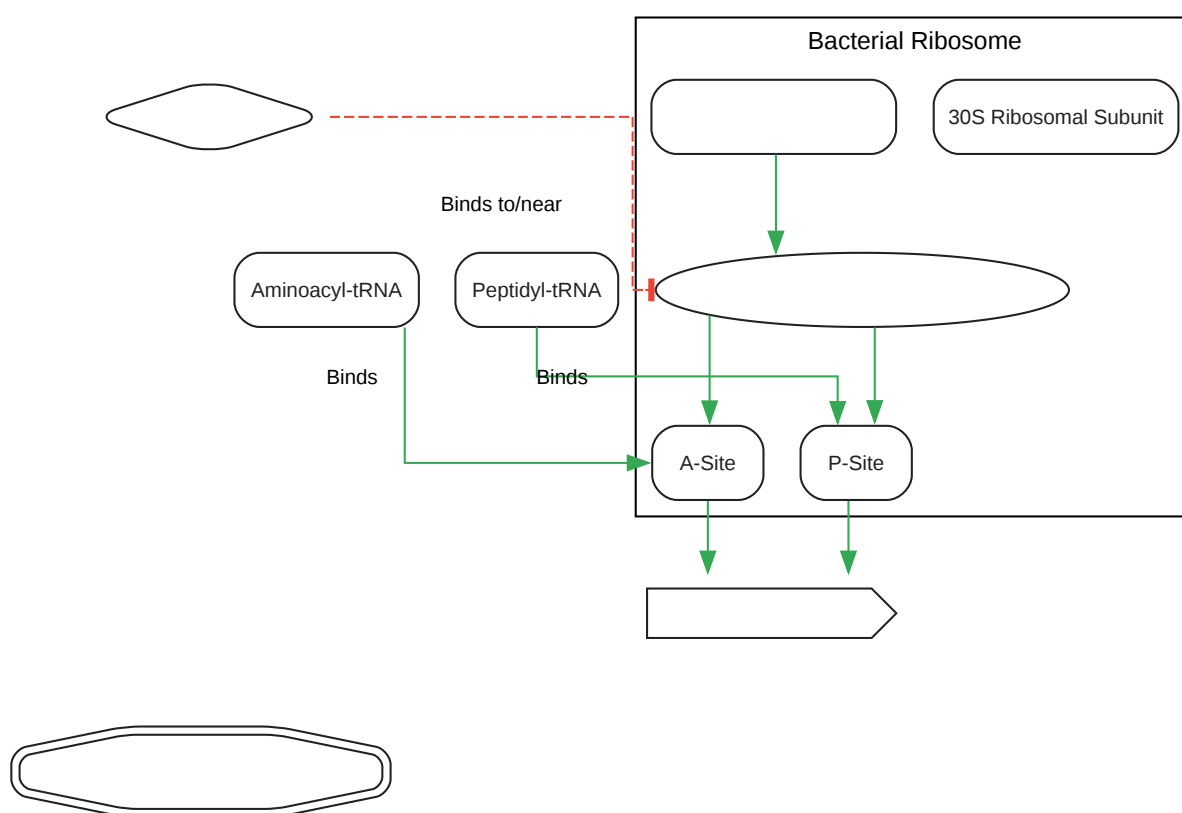 Bacterial Ribosome
30S Ribosomal Subunit
Binds to/near
Aminoacyl-tRNA
Peptidyl-tRNA
Binds
Binds
A-Site
P-Site